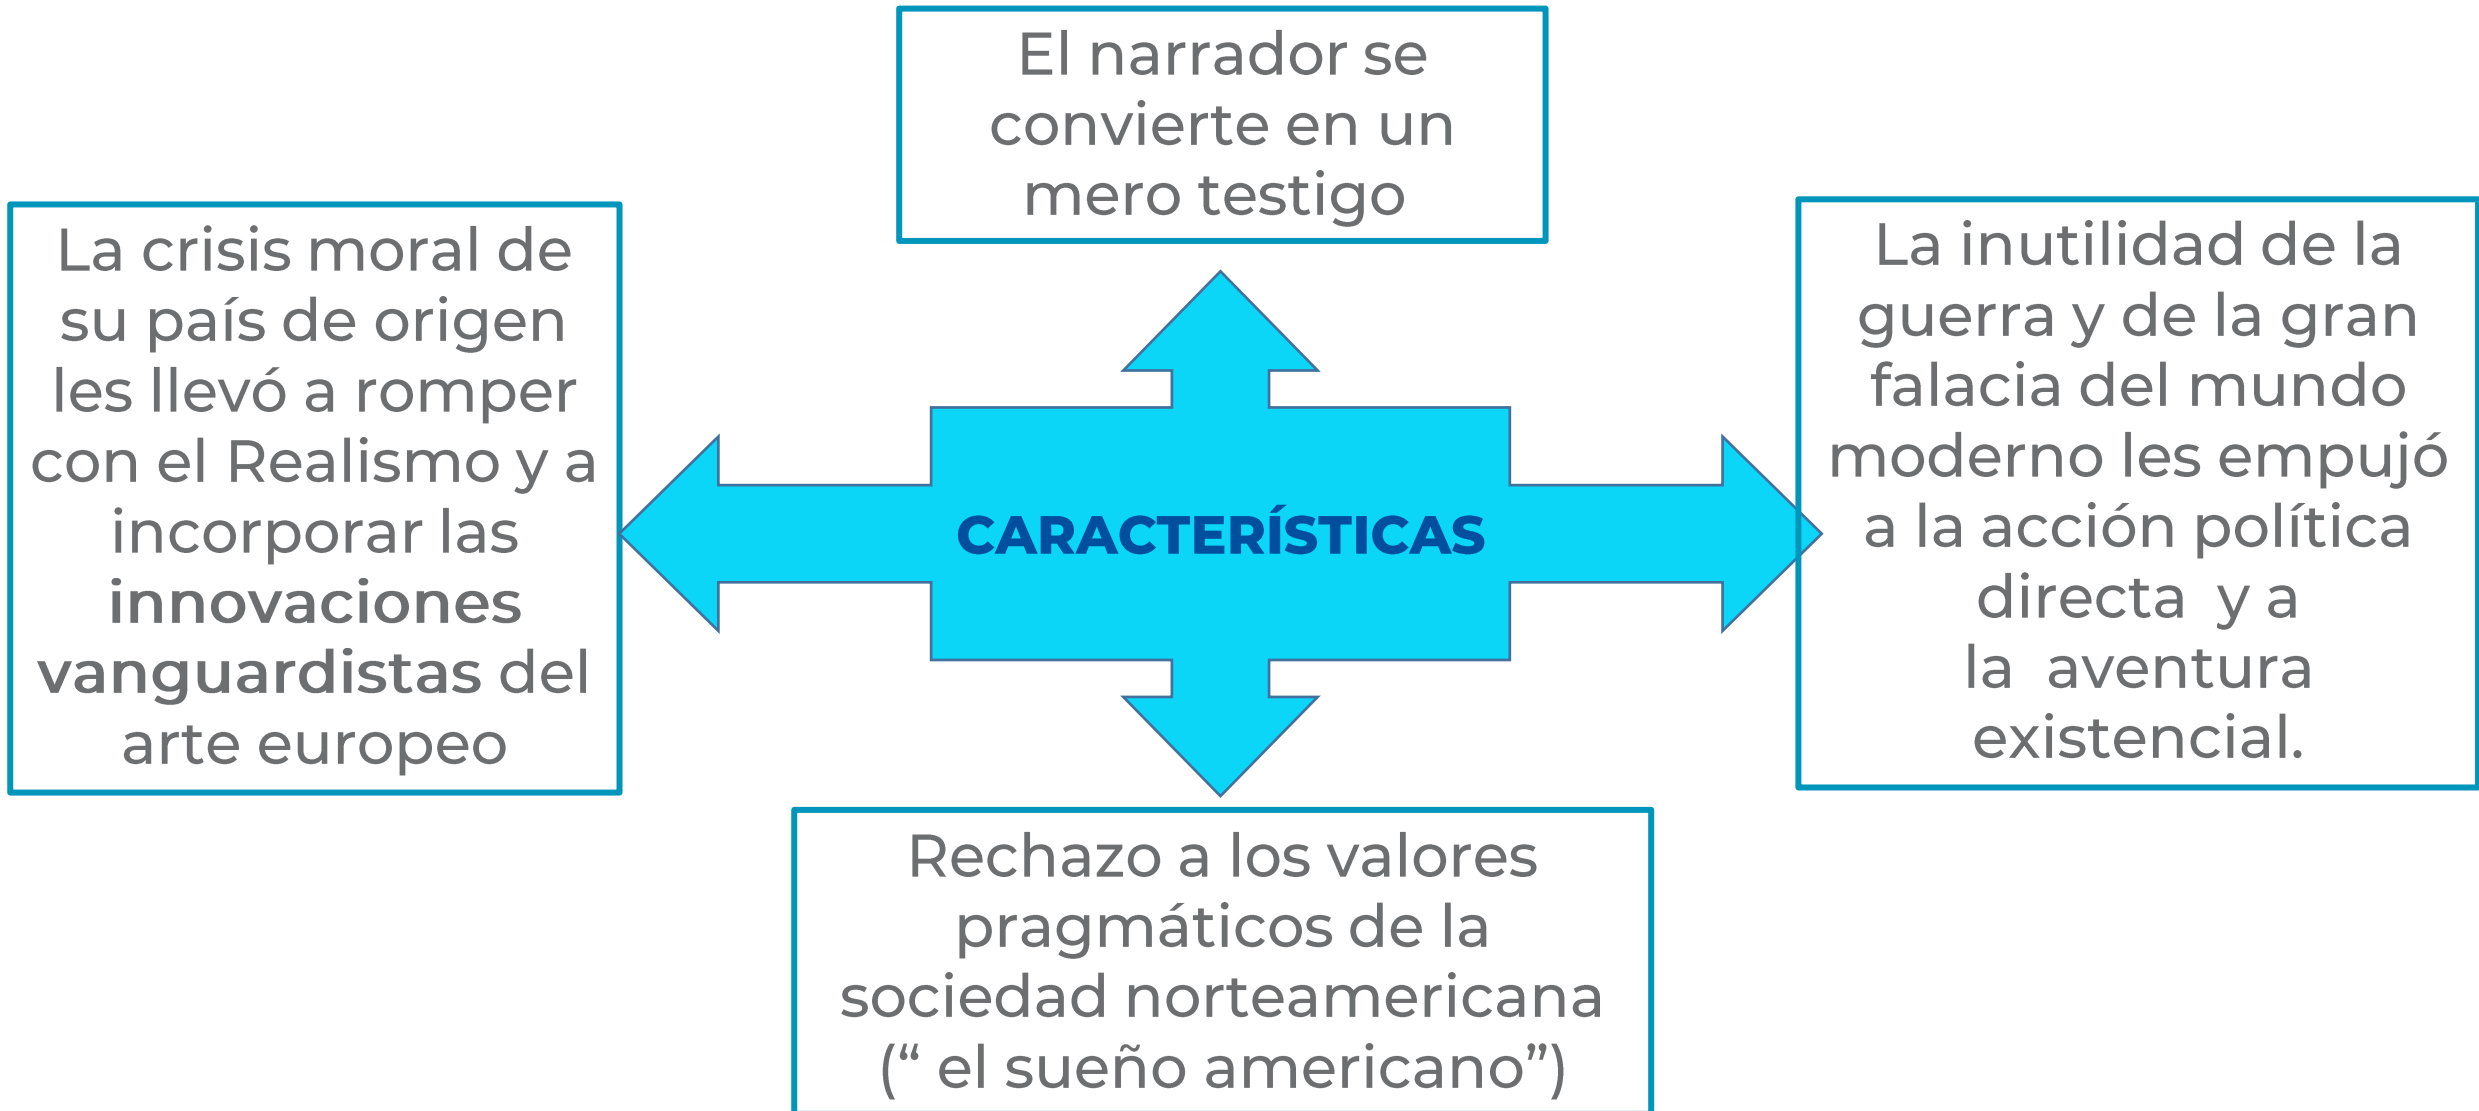 El narrador se
convierte en un
mero testigo
La crisis moral de
su país de origen
les llevó a romper
con el Realismo y a
incorporar las
innovaciones
vanguardistas del
arte europeo
CARACTERÍSTICAS
La inutilidad de la
guerra y de la gran
falacia del mundo
moderno les empujó
a la acción política
directa  y a
la  aventura
existencial.
Rechazo a los valores
pragmáticos de la
sociedad norteamericana
(“ el sueño americano”)